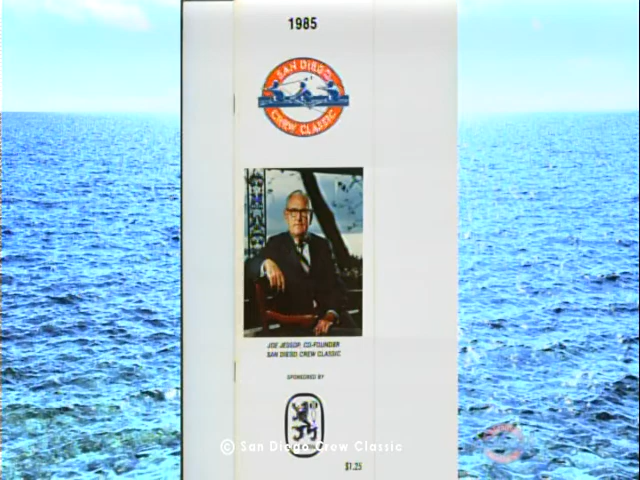 1985
SAN DIEGO
CREW CLASSIC
JOE JESSOP, CO-FOUNDER
SAN DIEGO CREW CLASSIC
SPONSORED BY
© San Diego Crew Classic
$1.25